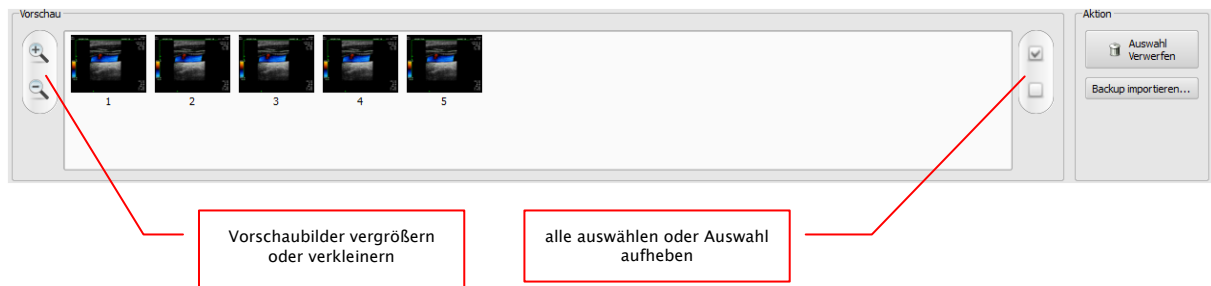 Vorschau
Aktion
Auswahl
Verwerfen
Backup importieren...
1
2
3
4
5
Vorschaubilder vergrößern
oder verkleinern
alle auswählen oder Auswahl
aufheben